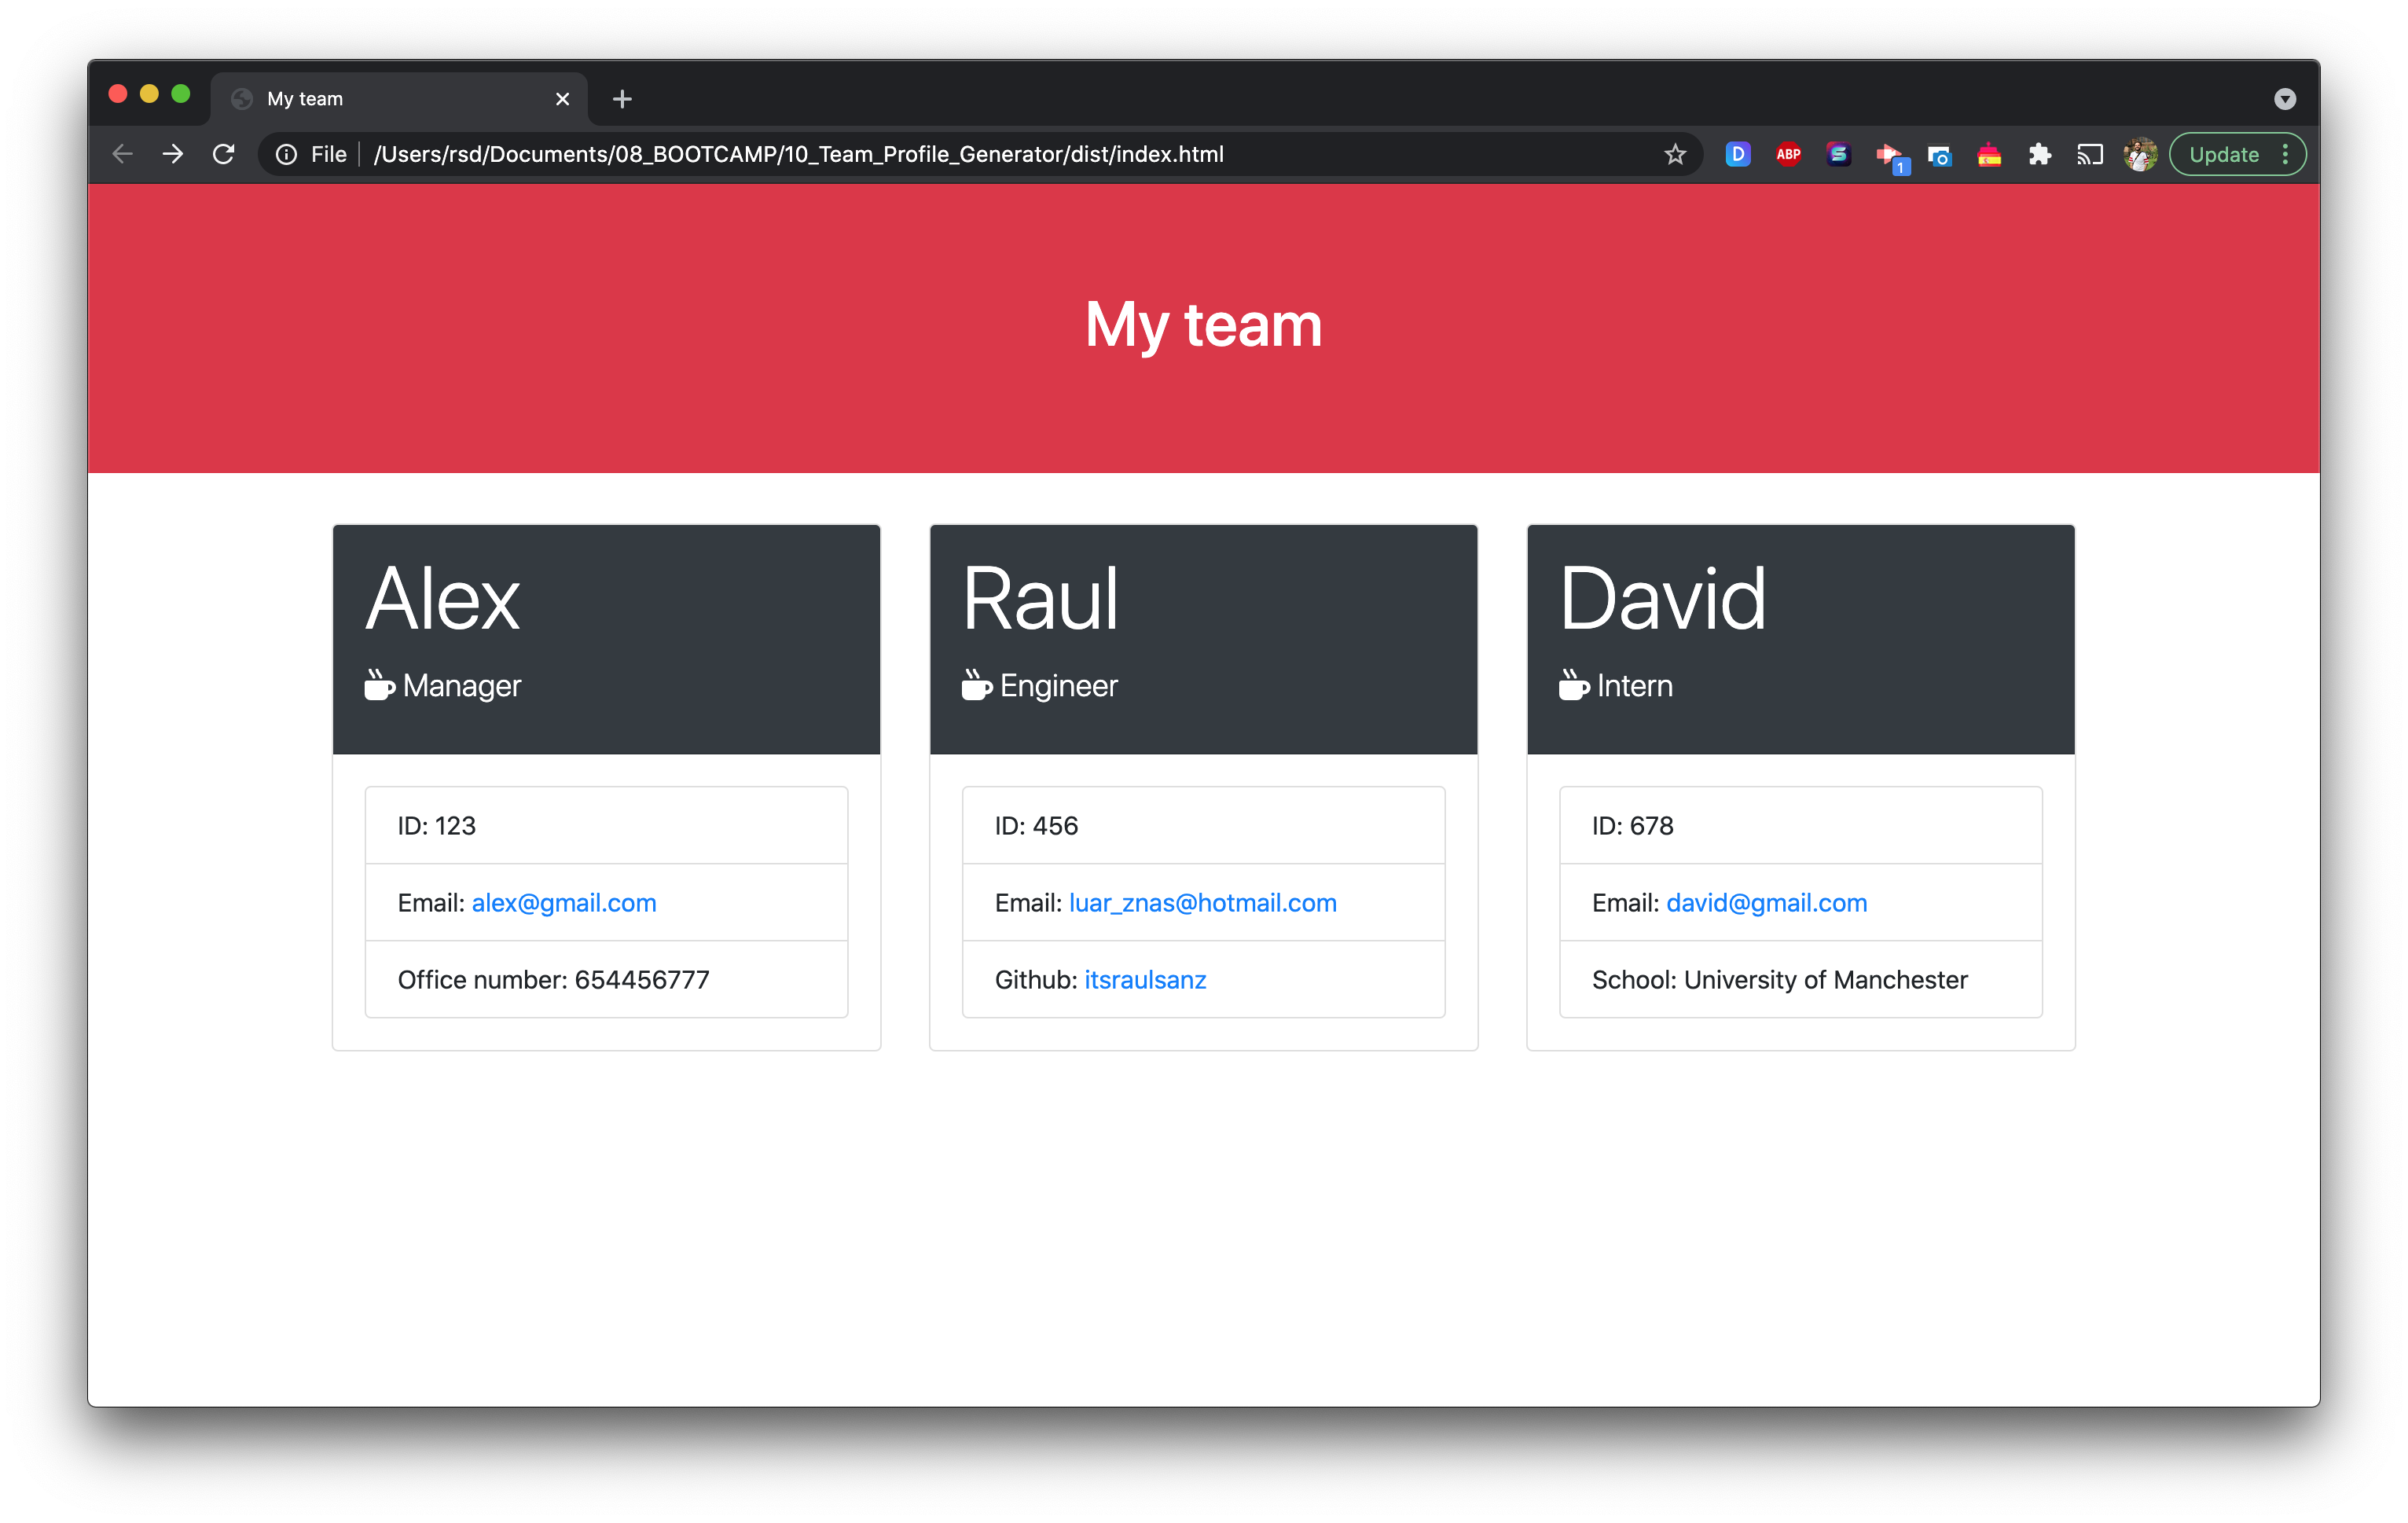 My team
File /Users/rsd/Documents/08_BOOTCAMP/10_Team_Profile_Generator/dist/index.html D ABP S 1 Update
My team
Alex
Manager
ID: 123
Email: alex@gmail.com
Office number: 654456777
Raul
Engineer
ID: 456
Email: luar_znas@hotmail.com
Github: itsraulsanz
David
Intern
ID: 678
Email: david@gmail.com
School: University of Manchester